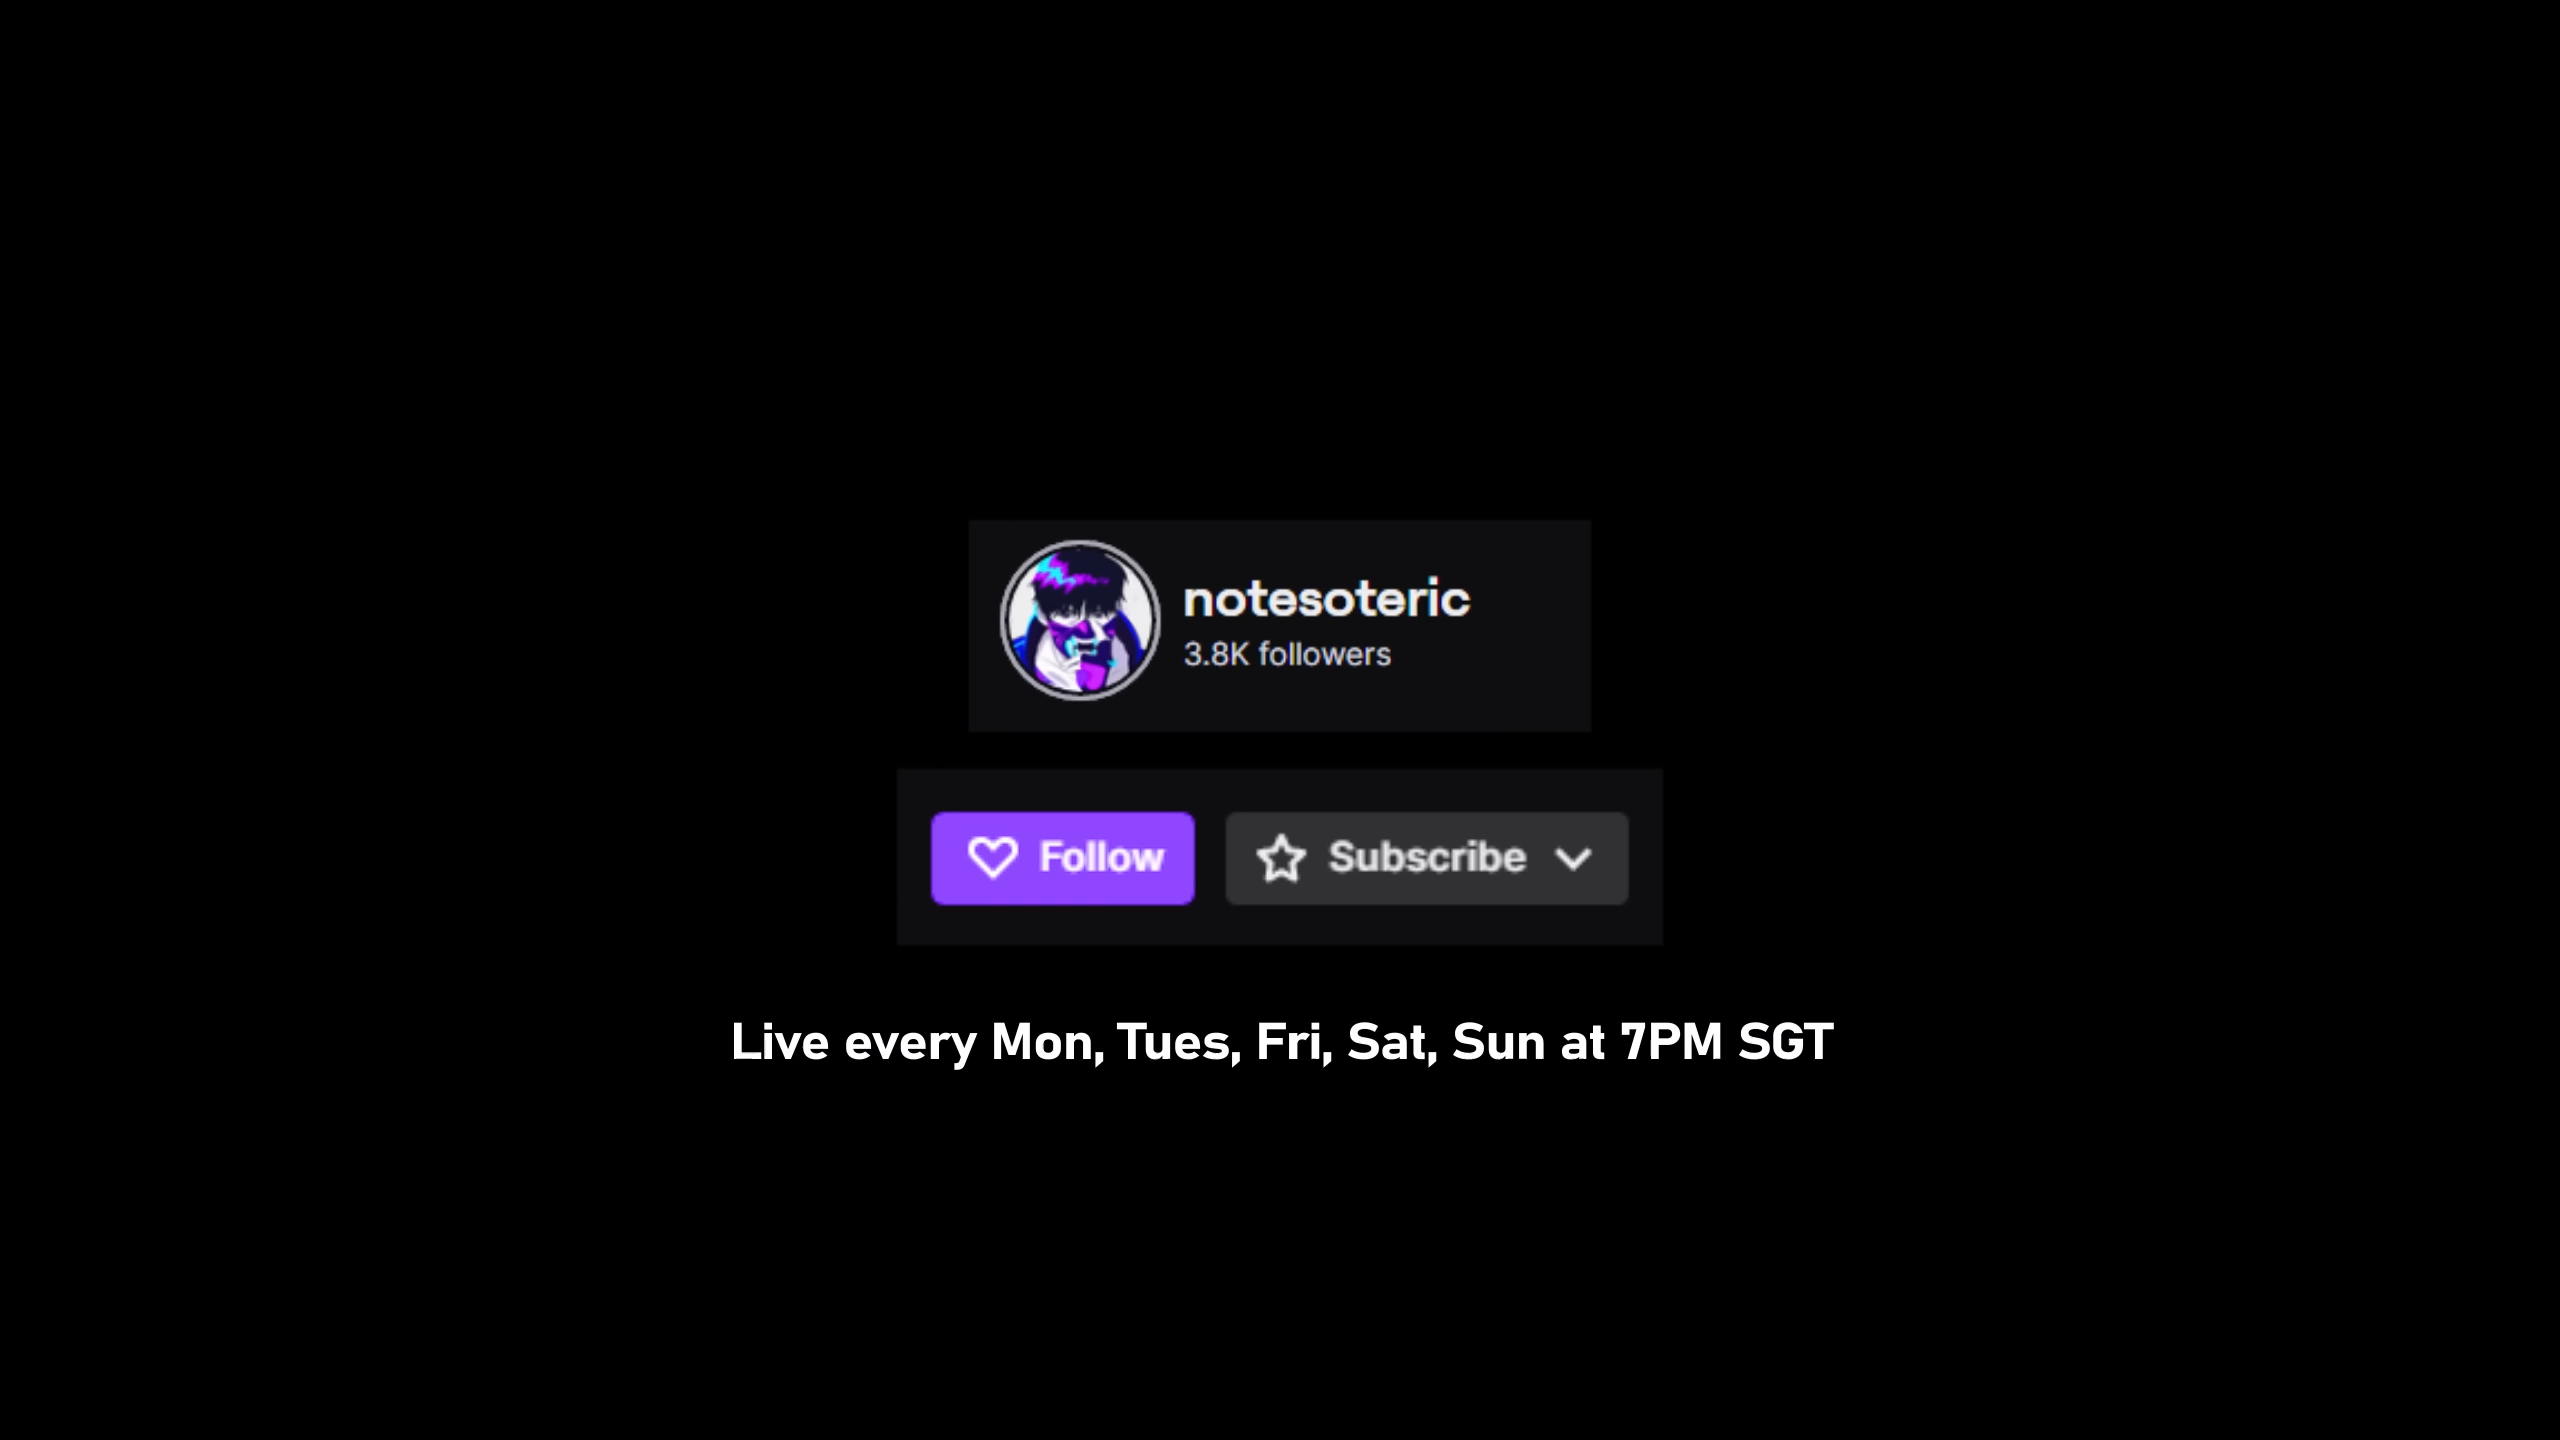 notesoteric
3.8K followers
Follow
Subscribe
Live every Mon, Tues, Fri, Sat, Sun at 7PM SGT